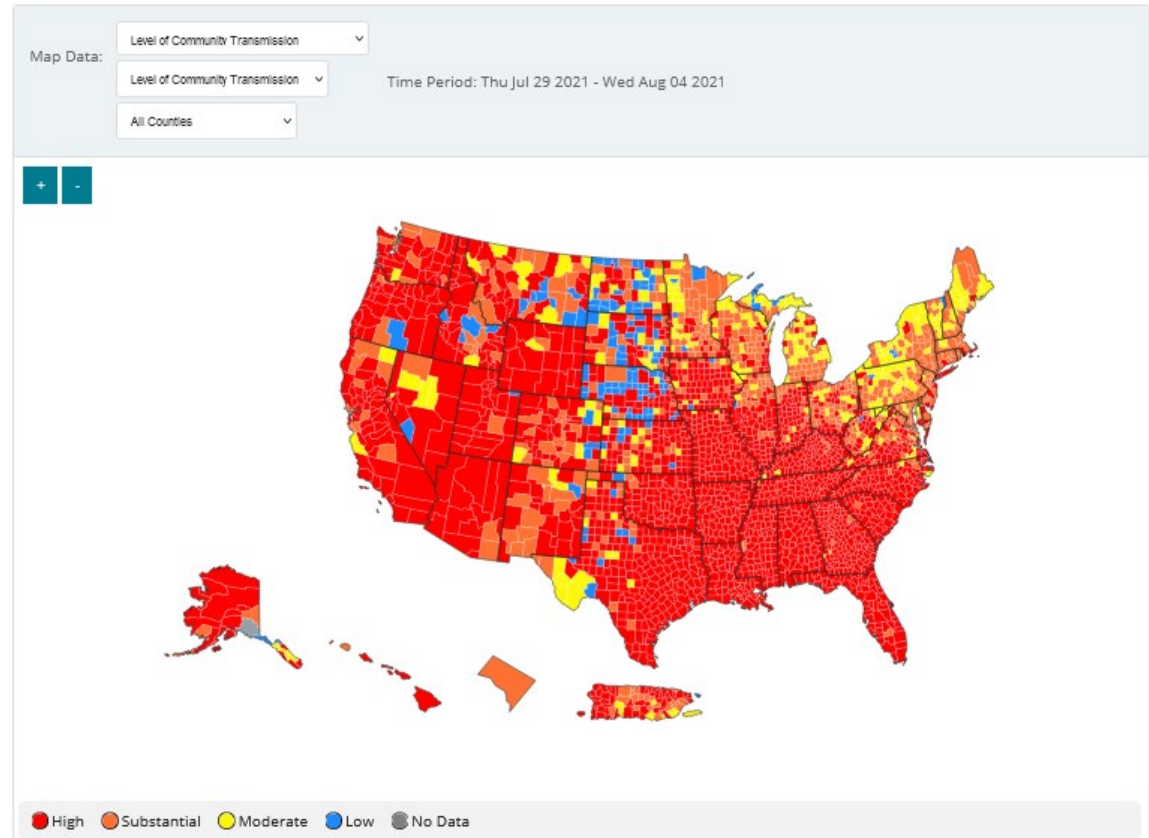 Map Data:
Level of Community Transmission
Level of Community Transmission
All Counties
Time Period: Thu Jul 29 2021 - Wed Aug 04 2021
+ -
High Substantial Moderate Low No Data